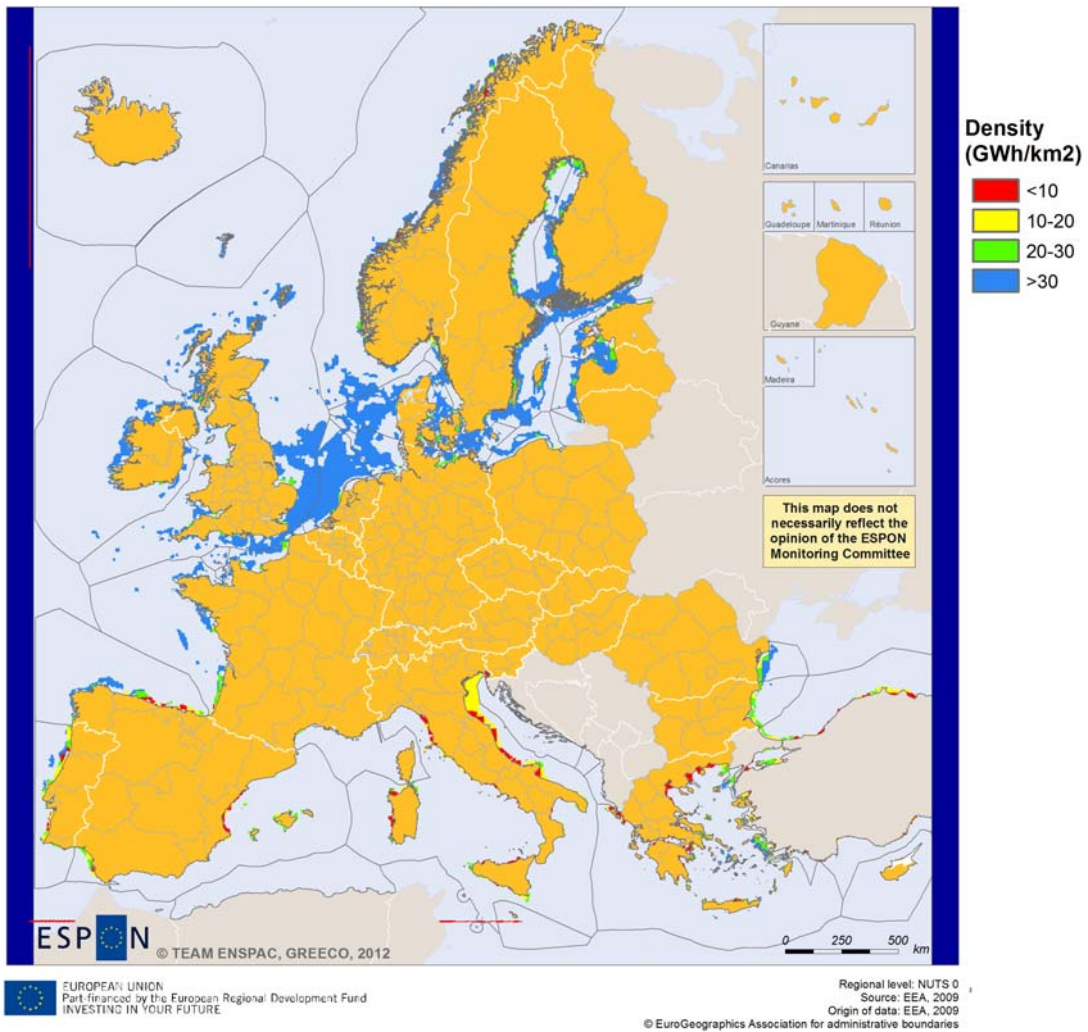 Density
(GWh/km2)
<10
10-20
20-30
>30
Canarias
Guadeloupe
Martinique
Réunion
Guyane
Madeira
Acores
This map does not
necessarily reflect the
opinion of the ESPON
Monitoring Committee
ESPON
© TEAM ENSPAC, GREECO, 2012
0 250 500
km
EUROPEAN UNION
Part-financed by the European Regional Development Fund
INVESTING IN YOUR FUTURE
Regional level: NUTS 0
Source: EEA, 2009
Origin of data: EEA, 2009
© EuroGeographics Association for administrative boundaries